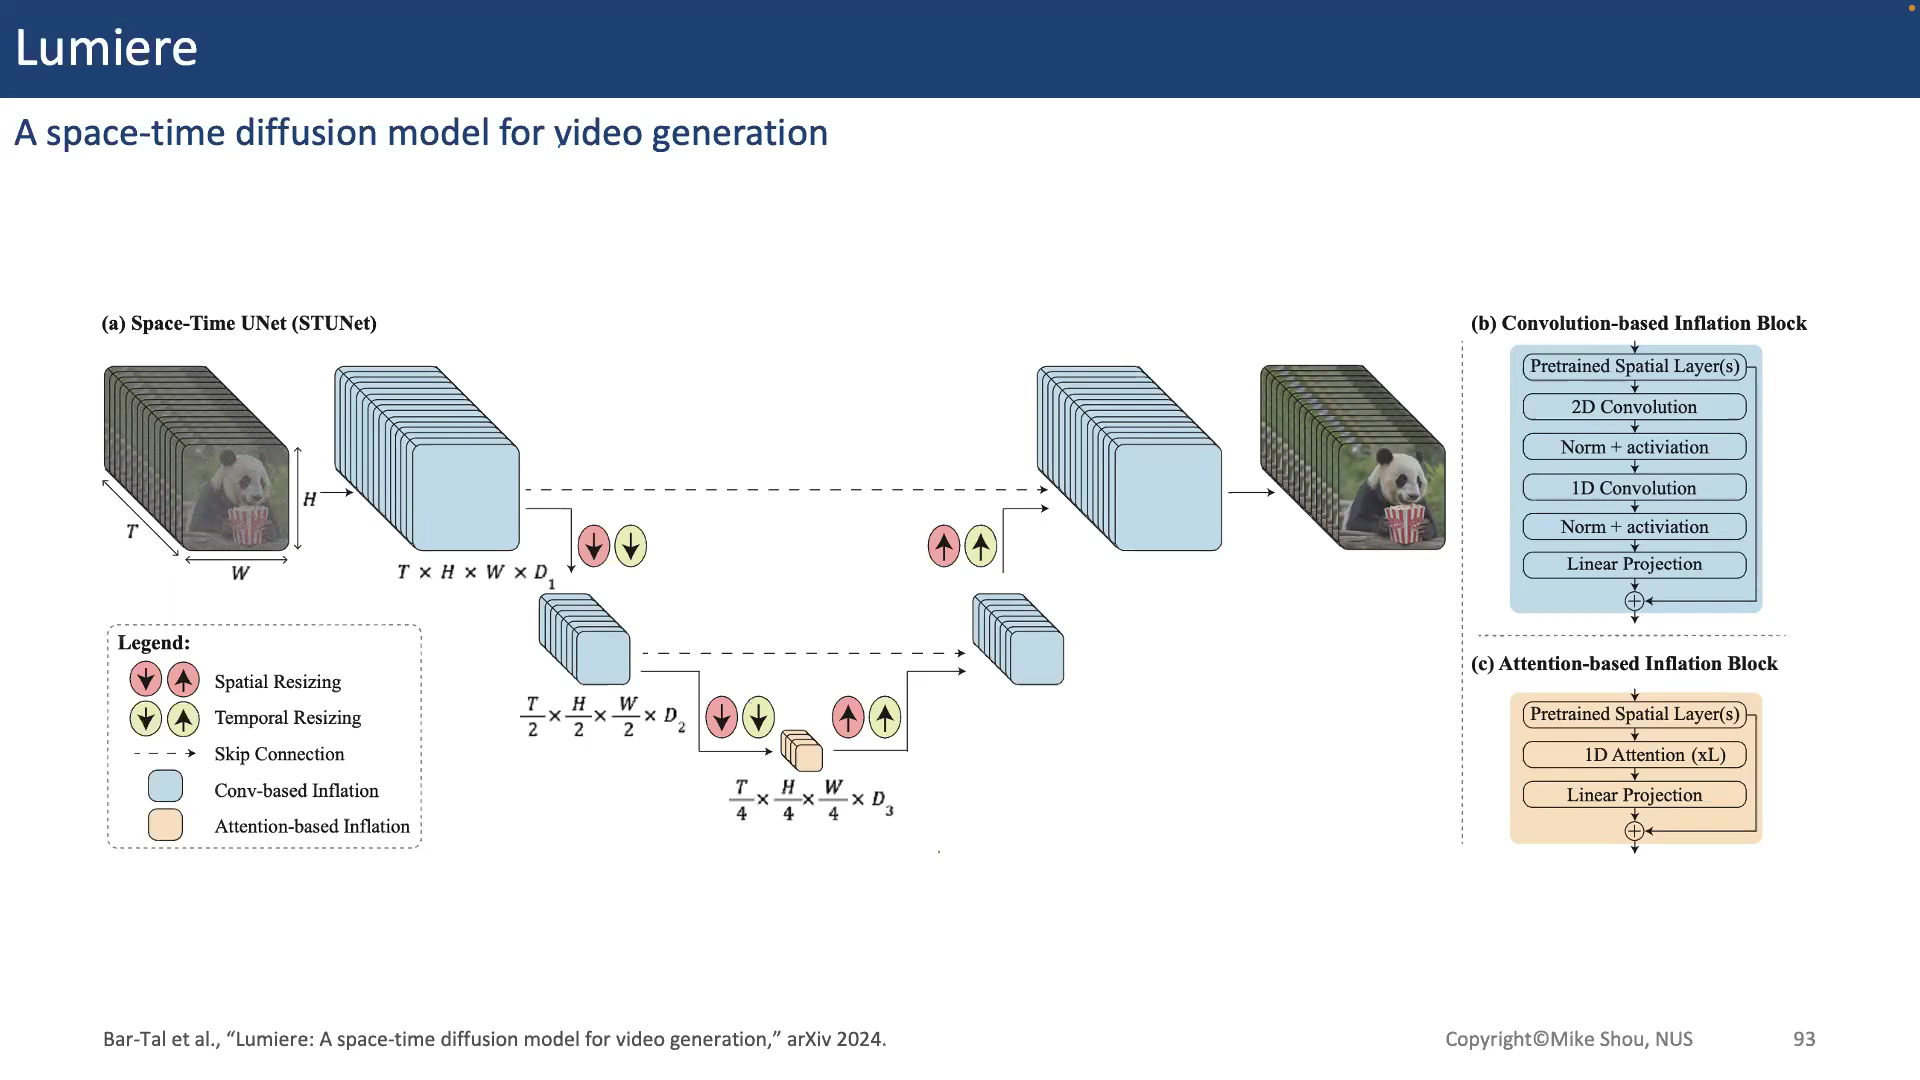 Lumiere
A space-time diffusion model for video generation
(a) Space-Time UNet (STUNet)
T
H
W
T × H × W × D1
T/2 × H/2 × W/2 × D2
T/4 × H/4 × W/4 × D3
Legend:
Spatial Resizing
Temporal Resizing
Skip Connection
Conv-based Inflation
Attention-based Inflation
(b) Convolution-based Inflation Block
Pretrained Spatial Layer(s)
2D Convolution
Norm + activiation
1D Convolution
Norm + activiation
Linear Projection
(c) Attention-based Inflation Block
Pretrained Spatial Layer(s)
1D Attention (xL)
Linear Projection
Bar-Tal et al., “Lumiere: A space-time diffusion model for video generation,” arXiv 2024.
Copyright©Mike Shou, NUS
93